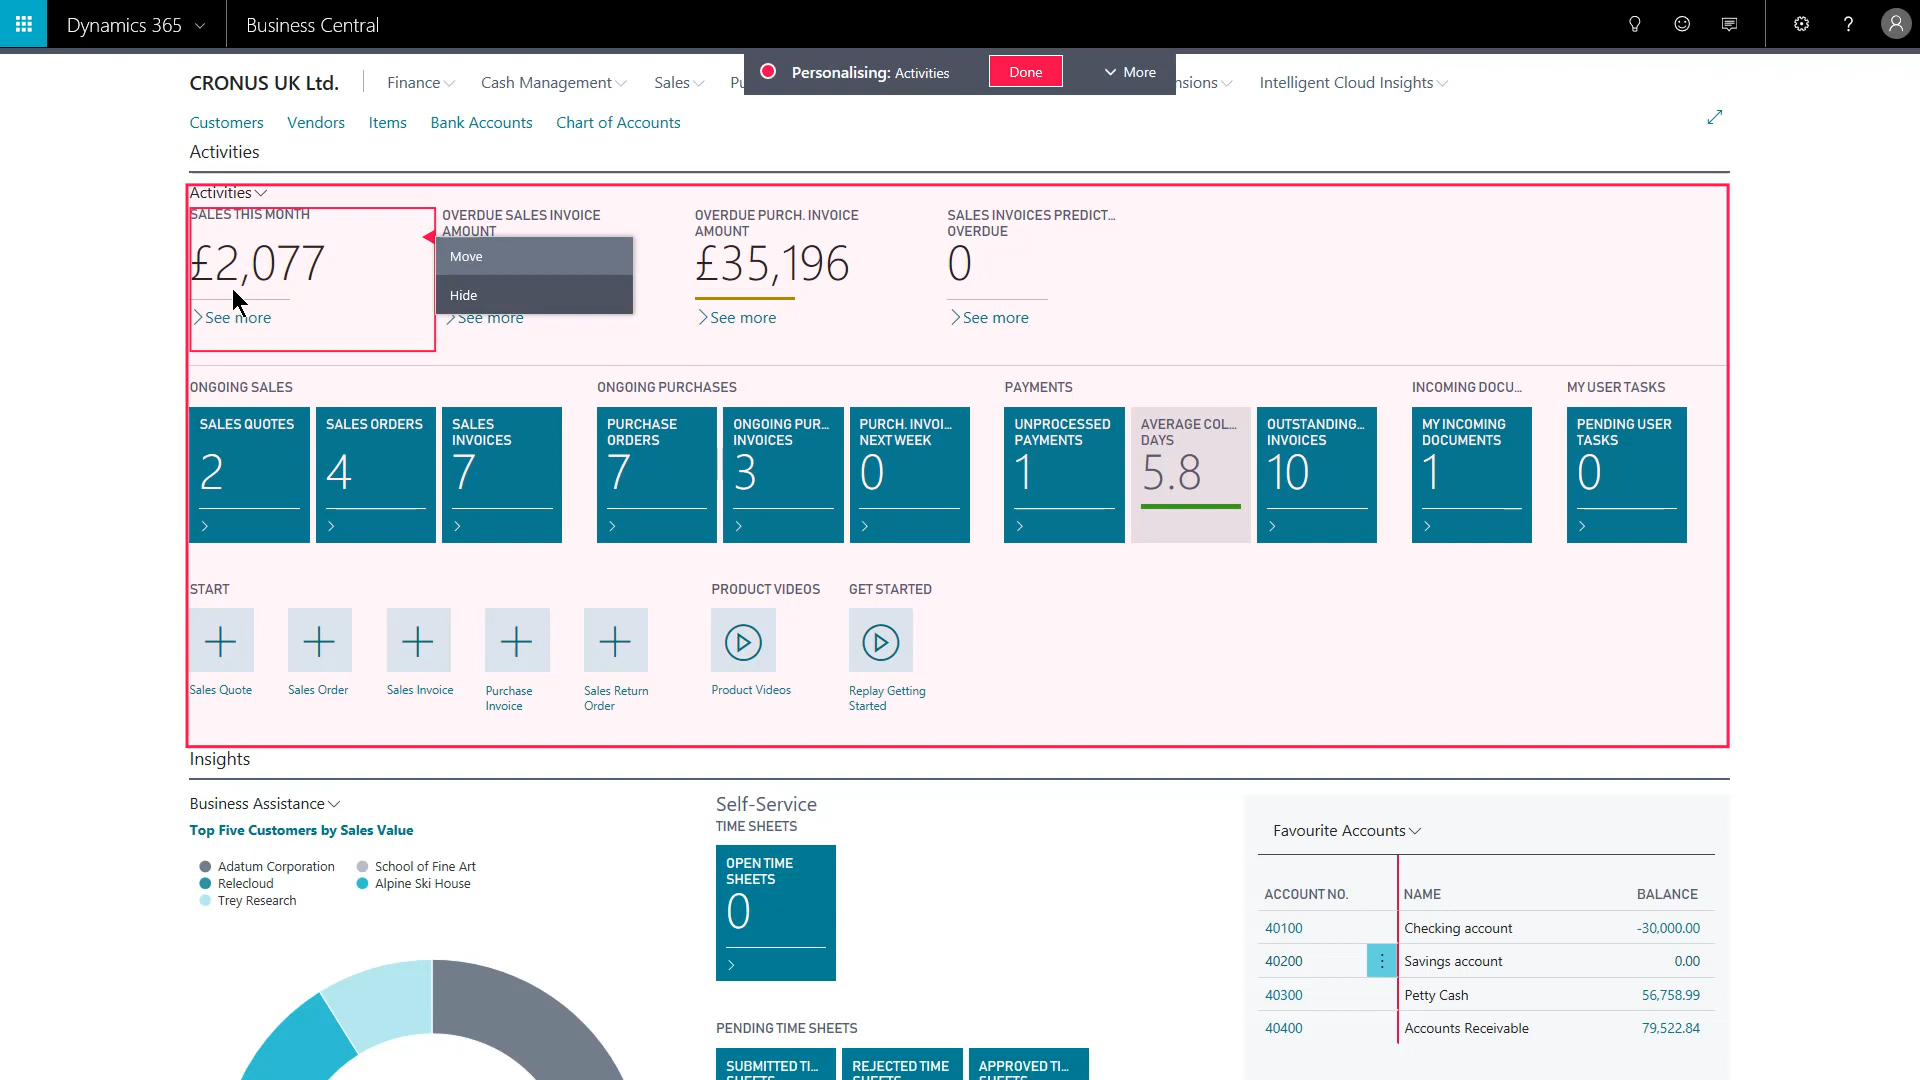 Dynamics 365
Business Central
CRONUS UK Ltd.
Finance
Cash Management
Sales
Pu
Personalising: Activities
Done
More
nsions
Intelligent Cloud Insights
Customers
Vendors
Items
Bank Accounts
Chart of Accounts
Activities
Activities
SALES THIS MONTH
£2,077
See more
OVERDUE SALES INVOICE
AMOUNT
Move
Hide
See more
OVERDUE PURCH. INVOICE
AMOUNT
£35,196
See more
SALES INVOICES PREDICT...
OVERDUE
0
See more
ONGOING SALES
SALES QUOTES
2
SALES ORDERS
4
SALES
INVOICES
7
ONGOING PURCHASES
PURCHASE
ORDERS
7
ONGOING PUR...
INVOICES
3
PURCH. INVOI...
NEXT WEEK
0
PAYMENTS
UNPROCESSED
PAYMENTS
1
AVERAGE COL...
DAYS
5.8
OUTSTANDING...
INVOICES
10
INCOMING DOCU...
MY INCOMING
DOCUMENTS
1
MY USER TASKS
PENDING USER
TASKS
0
START
Sales Quote
Sales Order
Sales Invoice
Purchase
Invoice
Sales Return
Order
PRODUCT VIDEOS
Product Videos
GET STARTED
Replay Getting
Started
Insights
Business Assistance
Top Five Customers by Sales Value
Adatum Corporation
School of Fine Art
Relecloud
Alpine Ski House
Trey Research
Self-Service
TIME SHEETS
OPEN TIME
SHEETS
0
PENDING TIME SHEETS
SUBMITTED TI...
SHEETS
REJECTED TIME
SHEETS
APPROVED TI...
SHEETS
Favourite Accounts
ACCOUNT NO. NAME BALANCE
40100 Checking account -30,000.00
40200 Savings account 0.00
40300 Petty Cash 56,758.99
40400 Accounts Receivable 79,522.84